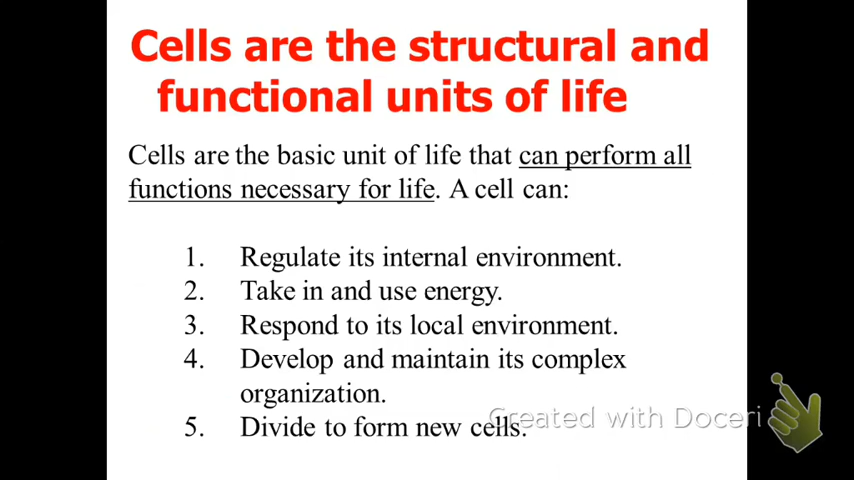 Cells are the structural and
functional units of life
Cells are the basic unit of life that can perform all
functions necessary for life. A cell can:
1. Regulate its internal environment.
2. Take in and use energy.
3. Respond to its local environment.
4. Develop and maintain its complex
organization.
5. Divide to form new cells.
Created with Doceri